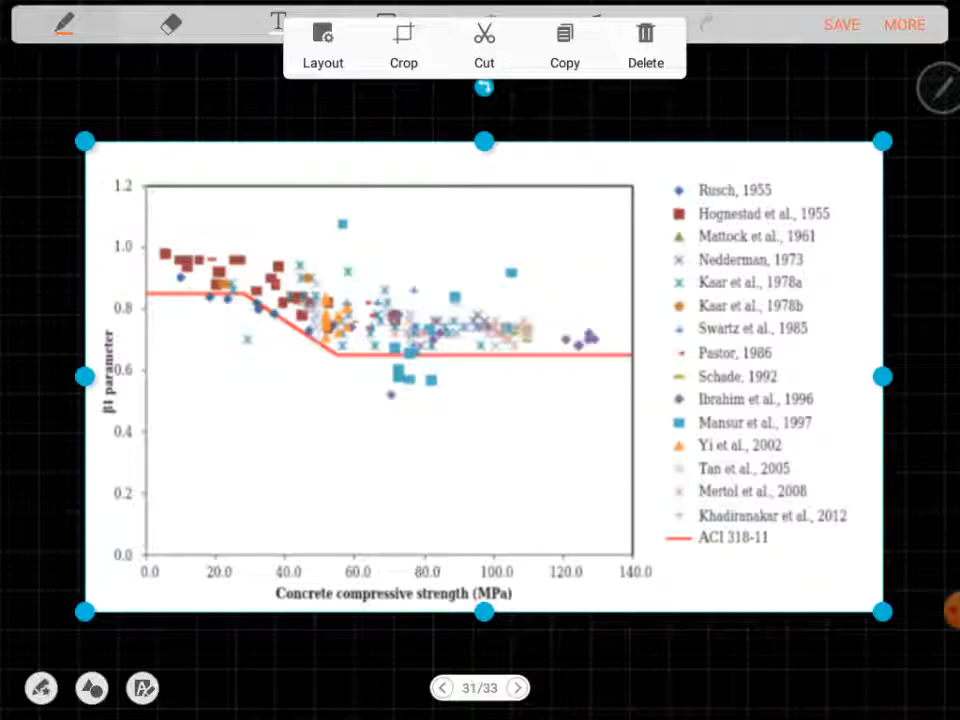 T
SAVE
MORE
Layout
Crop
Cut
Copy
Delete
1.2
1.0
0.8
0.6
0.4
0.2
0.0
β1 parameter
0.0
20.0
40.0
60.0
80.0
100.0
120.0
140.0
Concrete compressive strength (MPa)
Rusch, 1955
Hognestad et al., 1955
Mattock et al., 1961
Nedderman, 1973
Kaar et al., 1978a
Kaar et al., 1978b
Swartz et al., 1985
Pastor, 1986
Schade, 1992
Ibrahim et al., 1996
Mansur et al., 1997
Yi et al., 2002
Tan et al., 2005
Mertol et al., 2008
Khadiranakar et al., 2012
ACI 318-11
31/33